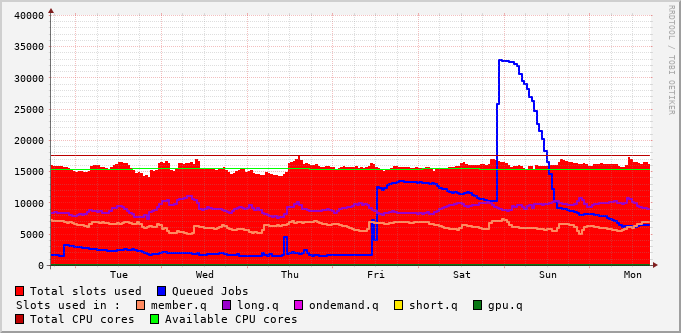 40000
35000
30000
25000
20000
15000
10000
5000
0
Tue Wed Thu Fri Sat Sun Mon
RRDTOOL / TOBI OETIKER
Total slots used Queued Jobs
Slots used in : member.q long.q ondemand.q short.q gpu.q
Total CPU cores Available CPU cores